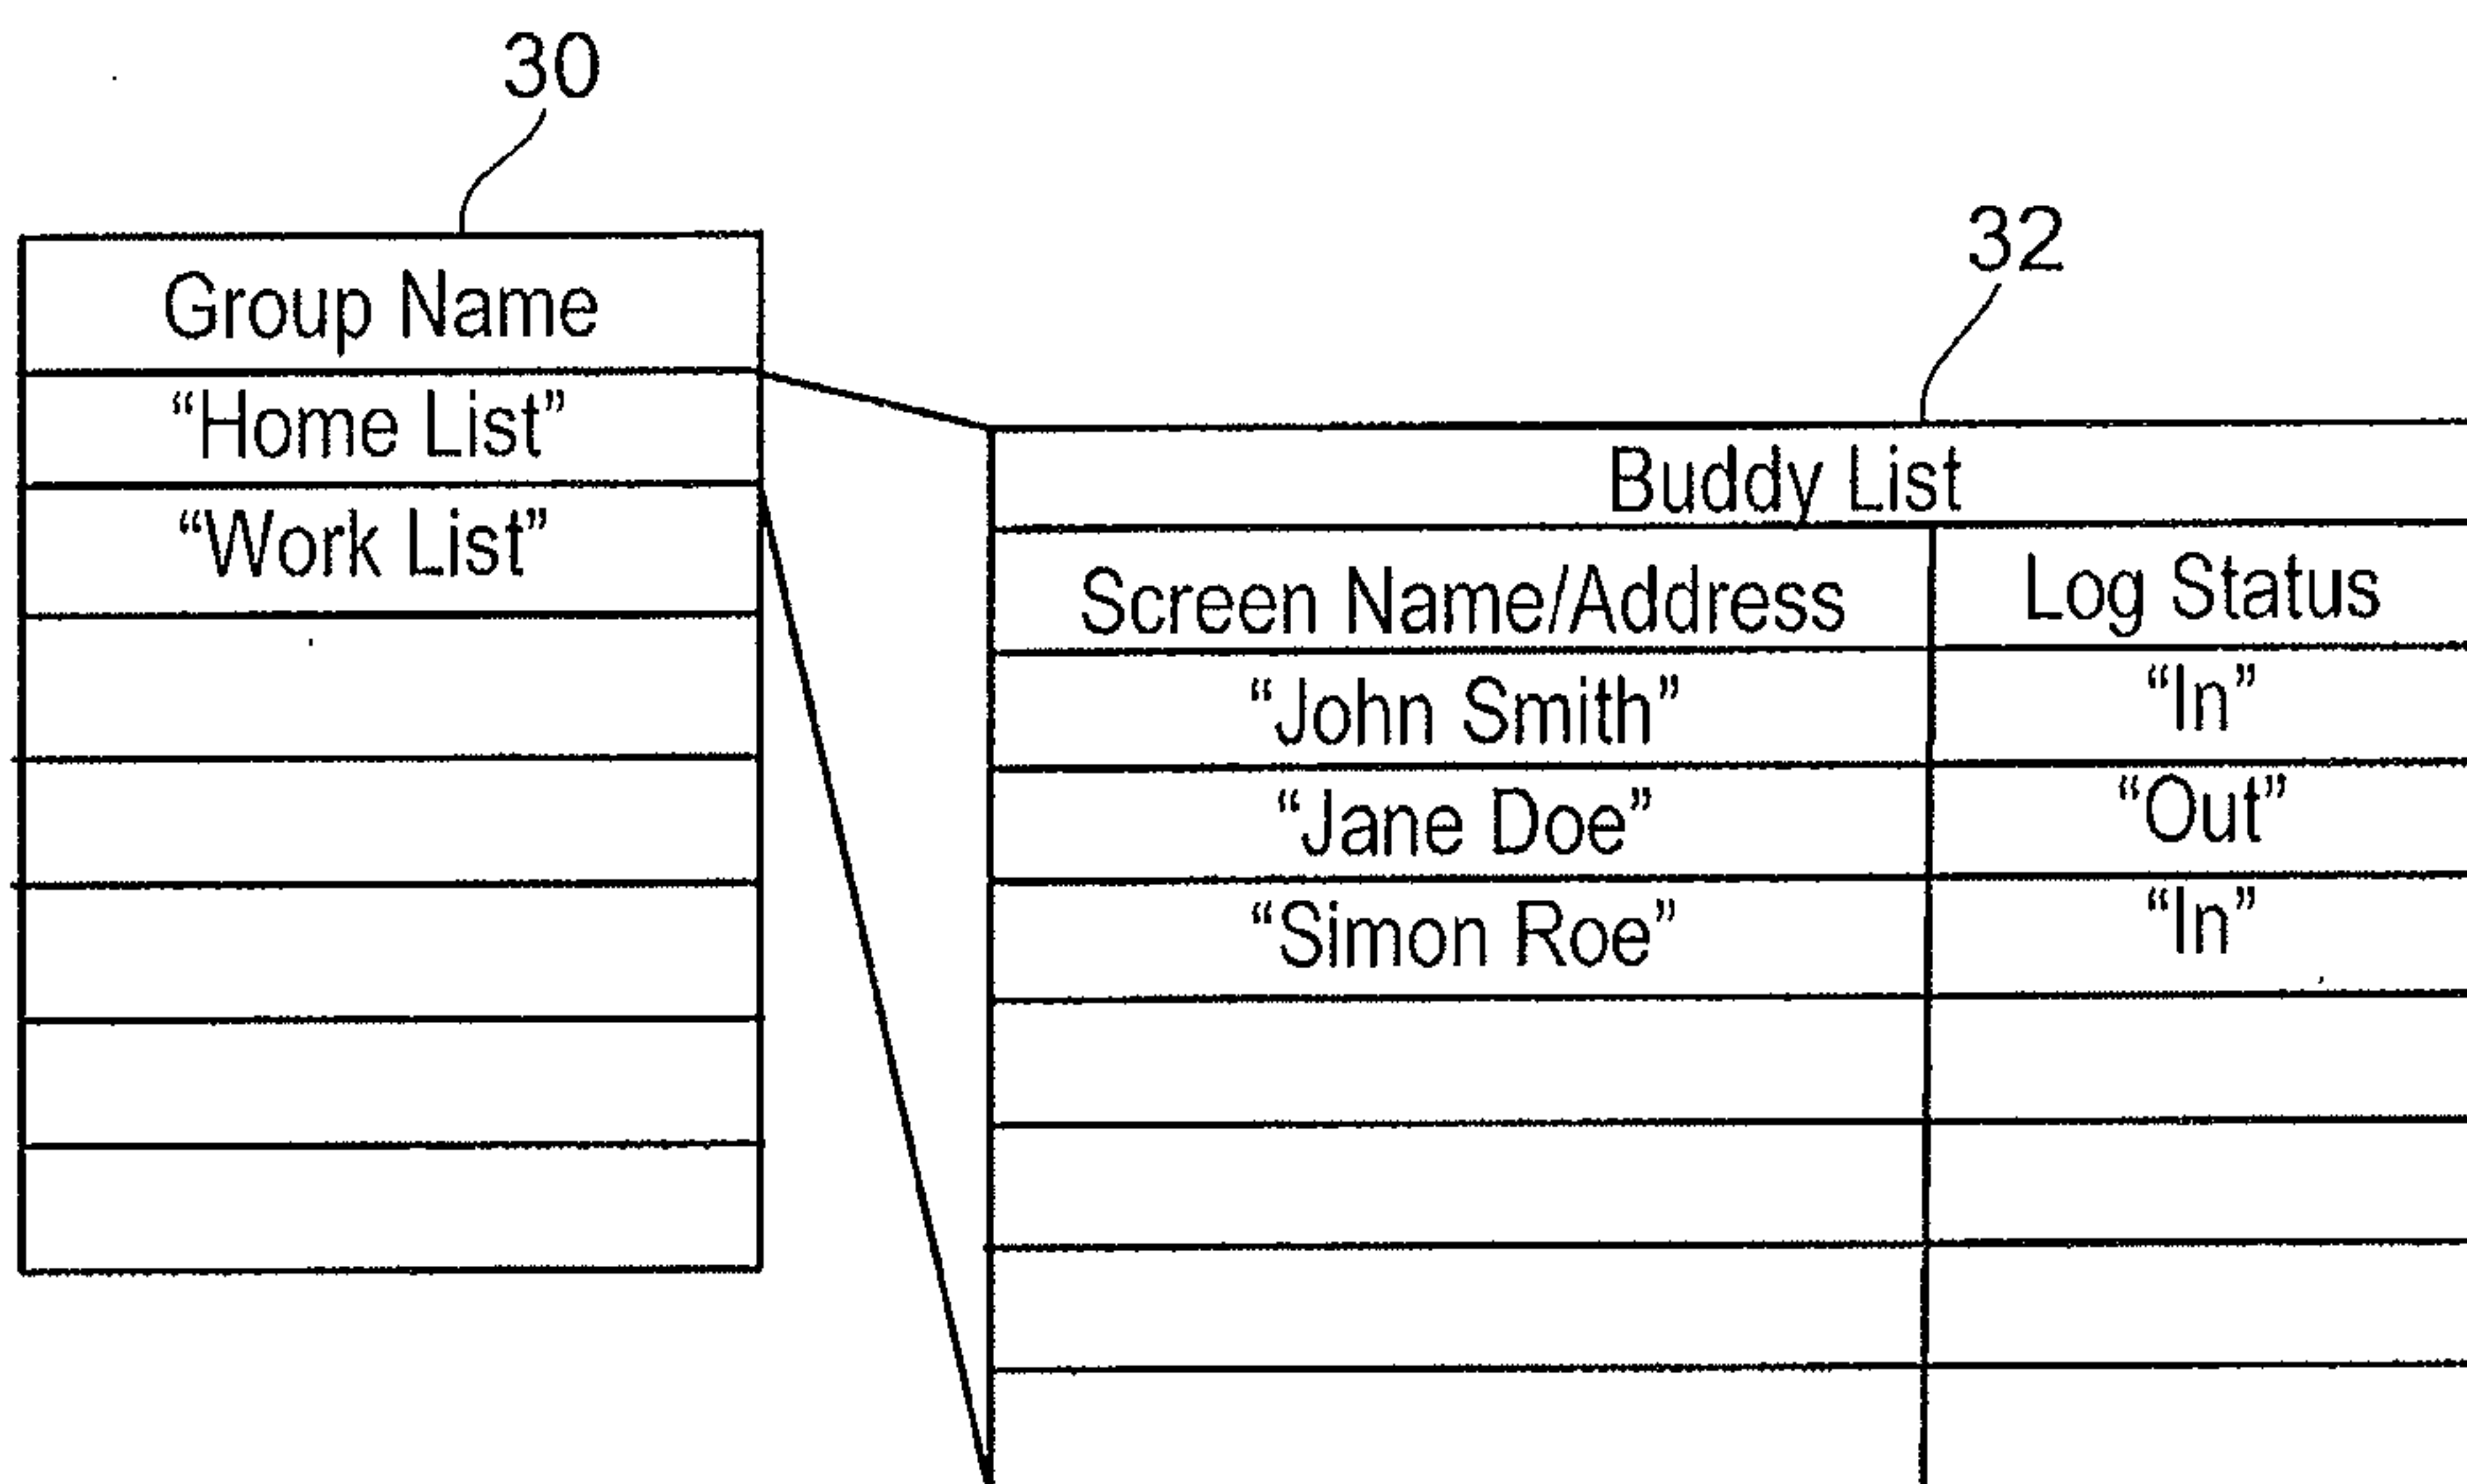 30
Group Name
“Home List”
“Work List”
32
Buddy List
Screen Name/Address Log Status
“John Smith” “In”
“Jane Doe” “Out”
“Simon Roe” “In”